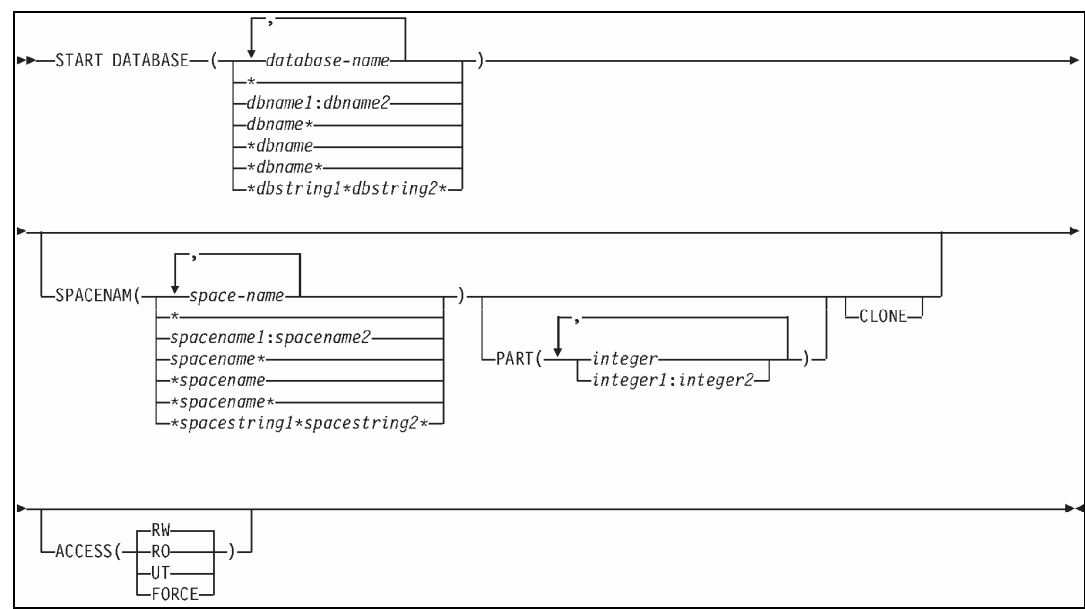 ,
START DATABASE ( database-name )
*
dbname1:dbname2
dbname*
*dbname
*dbname*
*dbstring1*dbstring2*
,
SPACENAM( space-name )
*
spacename1:spacename2
spacename*
*spacename
*spacename*
*spacestring1*spacestring2*
,
PART( integer )
integer1:integer2
CLONE
RW
ACCESS( RO )
UT
FORCE